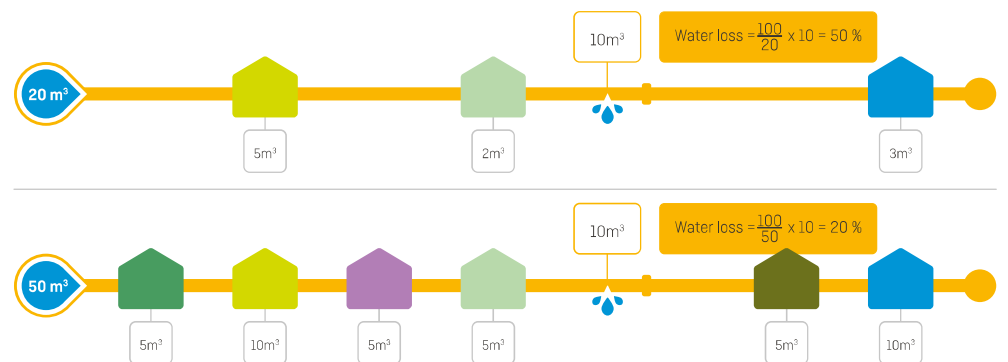 10m³
Water loss = 100/20 x 10 = 50 %
20 m³
5m³
2m³
3m³
10m³
Water loss = 100/50 x 10 = 20 %
50 m³
5m³
10m³
5m³
5m³
5m³
10m³